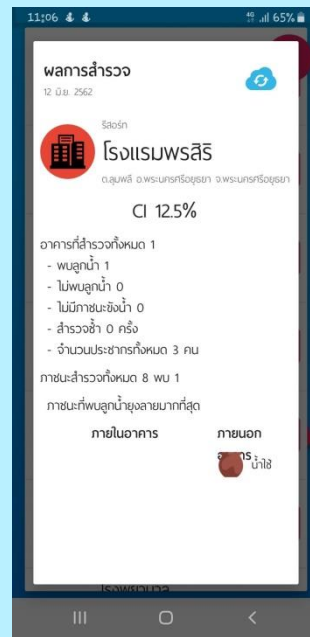 11:06 4G 65%
ผลการสำรวจ
12 มิ.ย. 2562
รีสอร์ท
โรงแรมพรสิริ
ต.ลุมพลี อ.พระนครศรีอยุธยา จ.พระนครศรีอยุธยา
CI 12.5%
อาคารที่สำรวจทั้งหมด 1
- พบลูกน้ำ 1
- ไม่พบลูกน้ำ 0
- ไม่มีภาชนะขังน้ำ 0
- สำรวจซ้ำ 0 ครั้ง
- จำนวนประชากรทั้งหมด 3 คน
ภาชนะสำรวจทั้งหมด 8 พบ 1
ภาชนะที่พบลูกน้ำยุงลายมากที่สุด
ภายในอาคาร ภายนอก
น้ำใช้
โรงพยาบาล